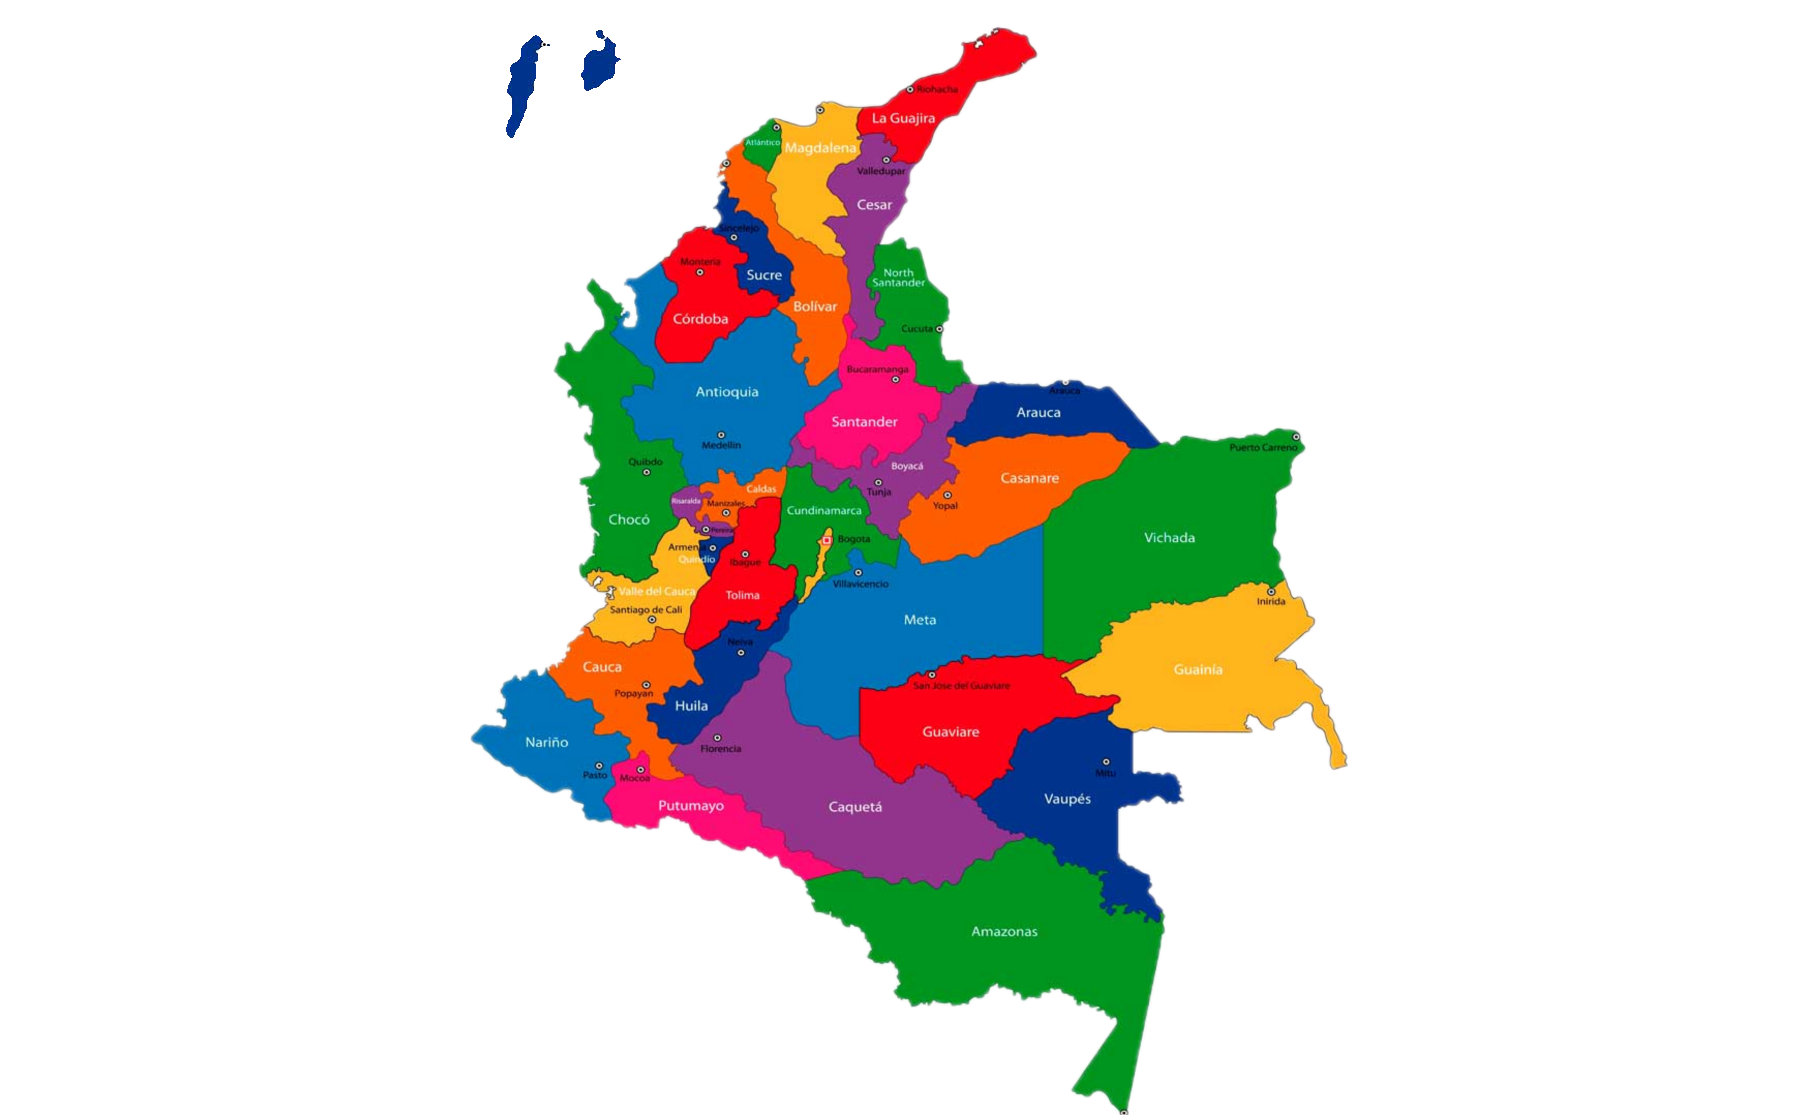 Riohacha
La Guajira
Atlántico
Magdalena
Valledupar
Cesar
Sincelejo
Montería
Sucre
North
Santander
Bolívar
Córdoba
Cucuta
Bucaramanga
Antioquia
Arauca
Arauca
Santander
Medellin
Puerto Carreno
Quibdo
Boyacá
Casanare
Caldas
Tunja
Risaralda
Manizales
Yopal
Cundinamarca
Chocó
Pereira
Vichada
Bogota
Armen
Quindío
Ibague
Villavicencio
Valle del Cauca
Tolima
Inirida
Santiago de Cali
Meta
Neiva
Cauca
Guainía
San Jose del Guaviare
Popayan
Huila
Guaviare
Nariño
Florencia
Pasto
Mocoa
Mitu
Vaupés
Putumayo
Caquetá
Amazonas